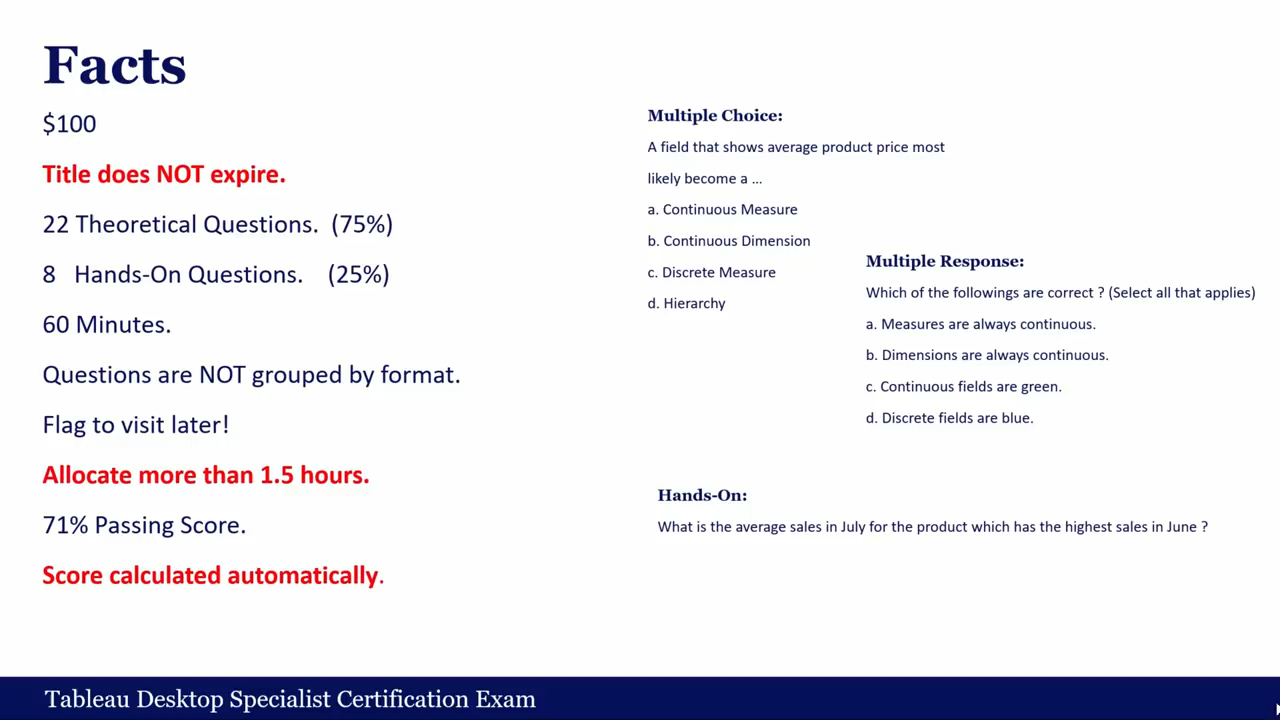 Facts
$100
Title does NOT expire.
22 Theoretical Questions. (75%)
8 Hands-On Questions. (25%)
60 Minutes.
Questions are NOT grouped by format.
Flag to visit later!
Allocate more than 1.5 hours.
71% Passing Score.
Score calculated automatically.
Multiple Choice:
A field that shows average product price most
likely become a ...
a. Continuous Measure
b. Continuous Dimension
c. Discrete Measure
d. Hierarchy
Multiple Response:
Which of the followings are correct ? (Select all that applies)
a. Measures are always continuous.
b. Dimensions are always continuous.
c. Continuous fields are green.
d. Discrete fields are blue.
Hands-On:
What is the average sales in July for the product which has the highest sales in June ?
Tableau Desktop Specialist Certification Exam